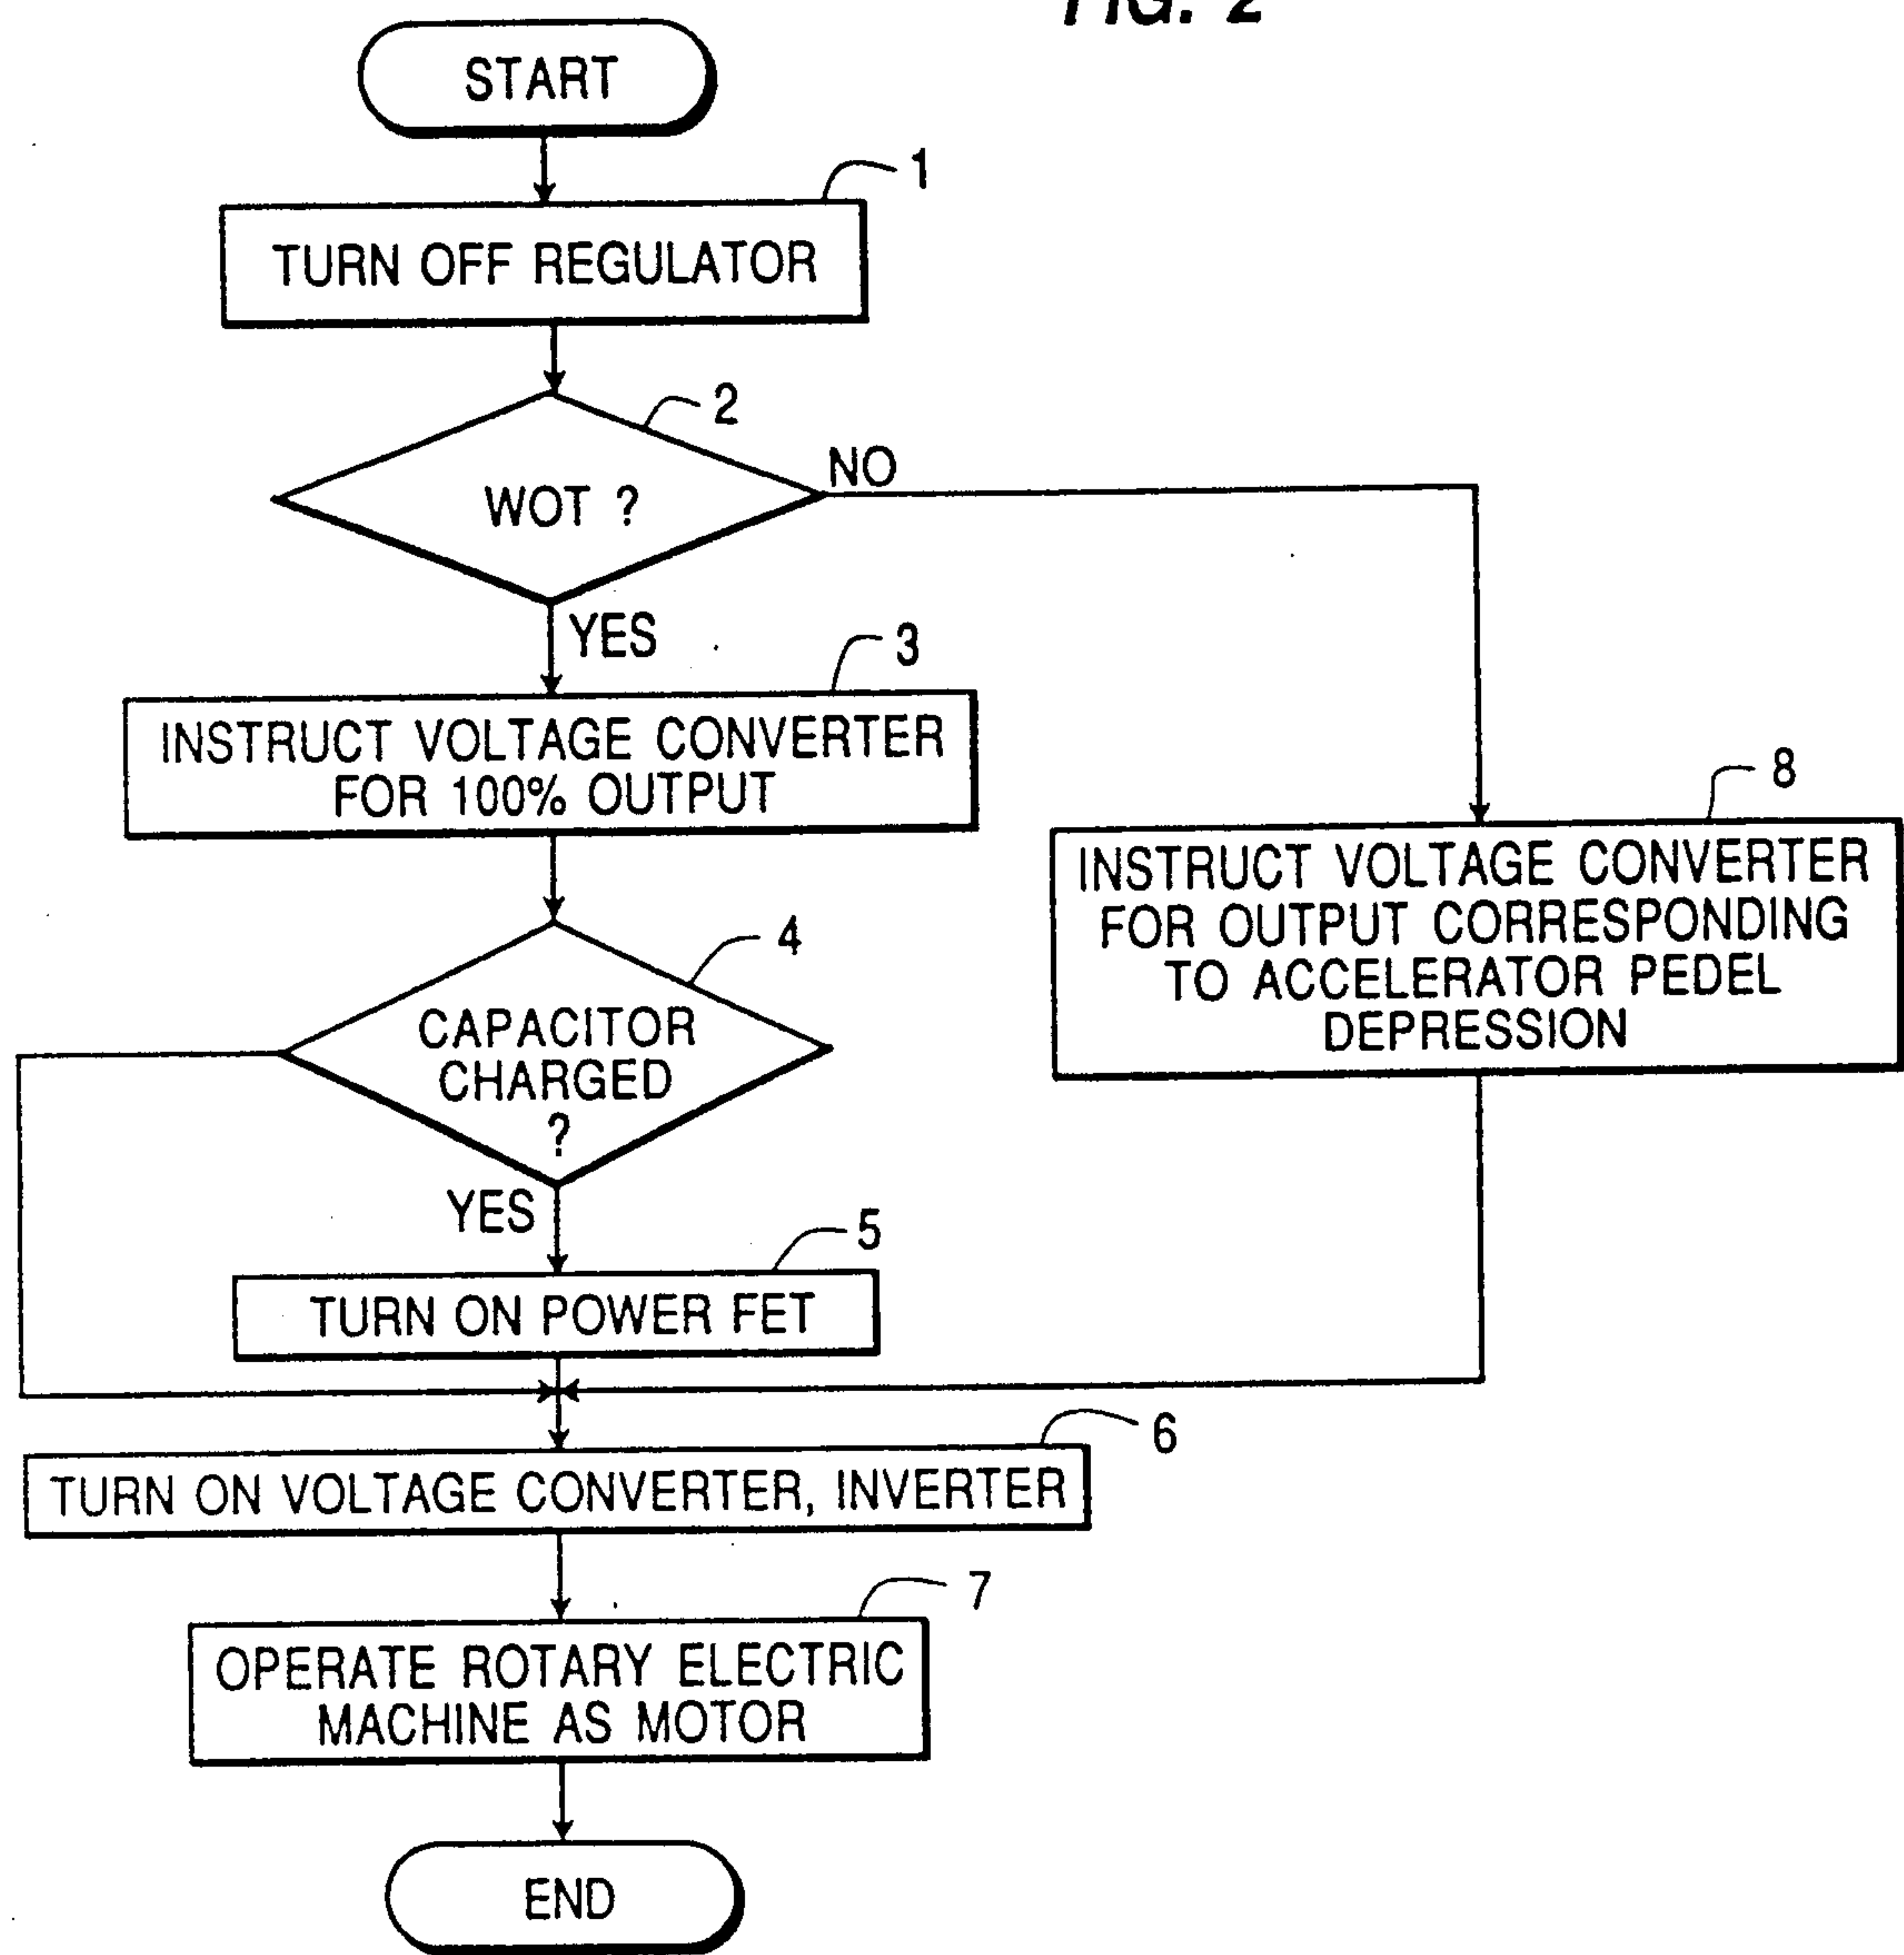 FIG. 2
START
1
TURN OFF REGULATOR
2
WOT ?
NO
YES
3
INSTRUCT VOLTAGE CONVERTER
FOR 100% OUTPUT
8
INSTRUCT VOLTAGE CONVERTER
FOR OUTPUT CORRESPONDING
TO ACCELERATOR PEDEL
DEPRESSION
4
CAPACITOR
CHARGED
?
YES
5
TURN ON POWER FET
6
TURN ON VOLTAGE CONVERTER, INVERTER
7
OPERATE ROTARY ELECTRIC
MACHINE AS MOTOR
END